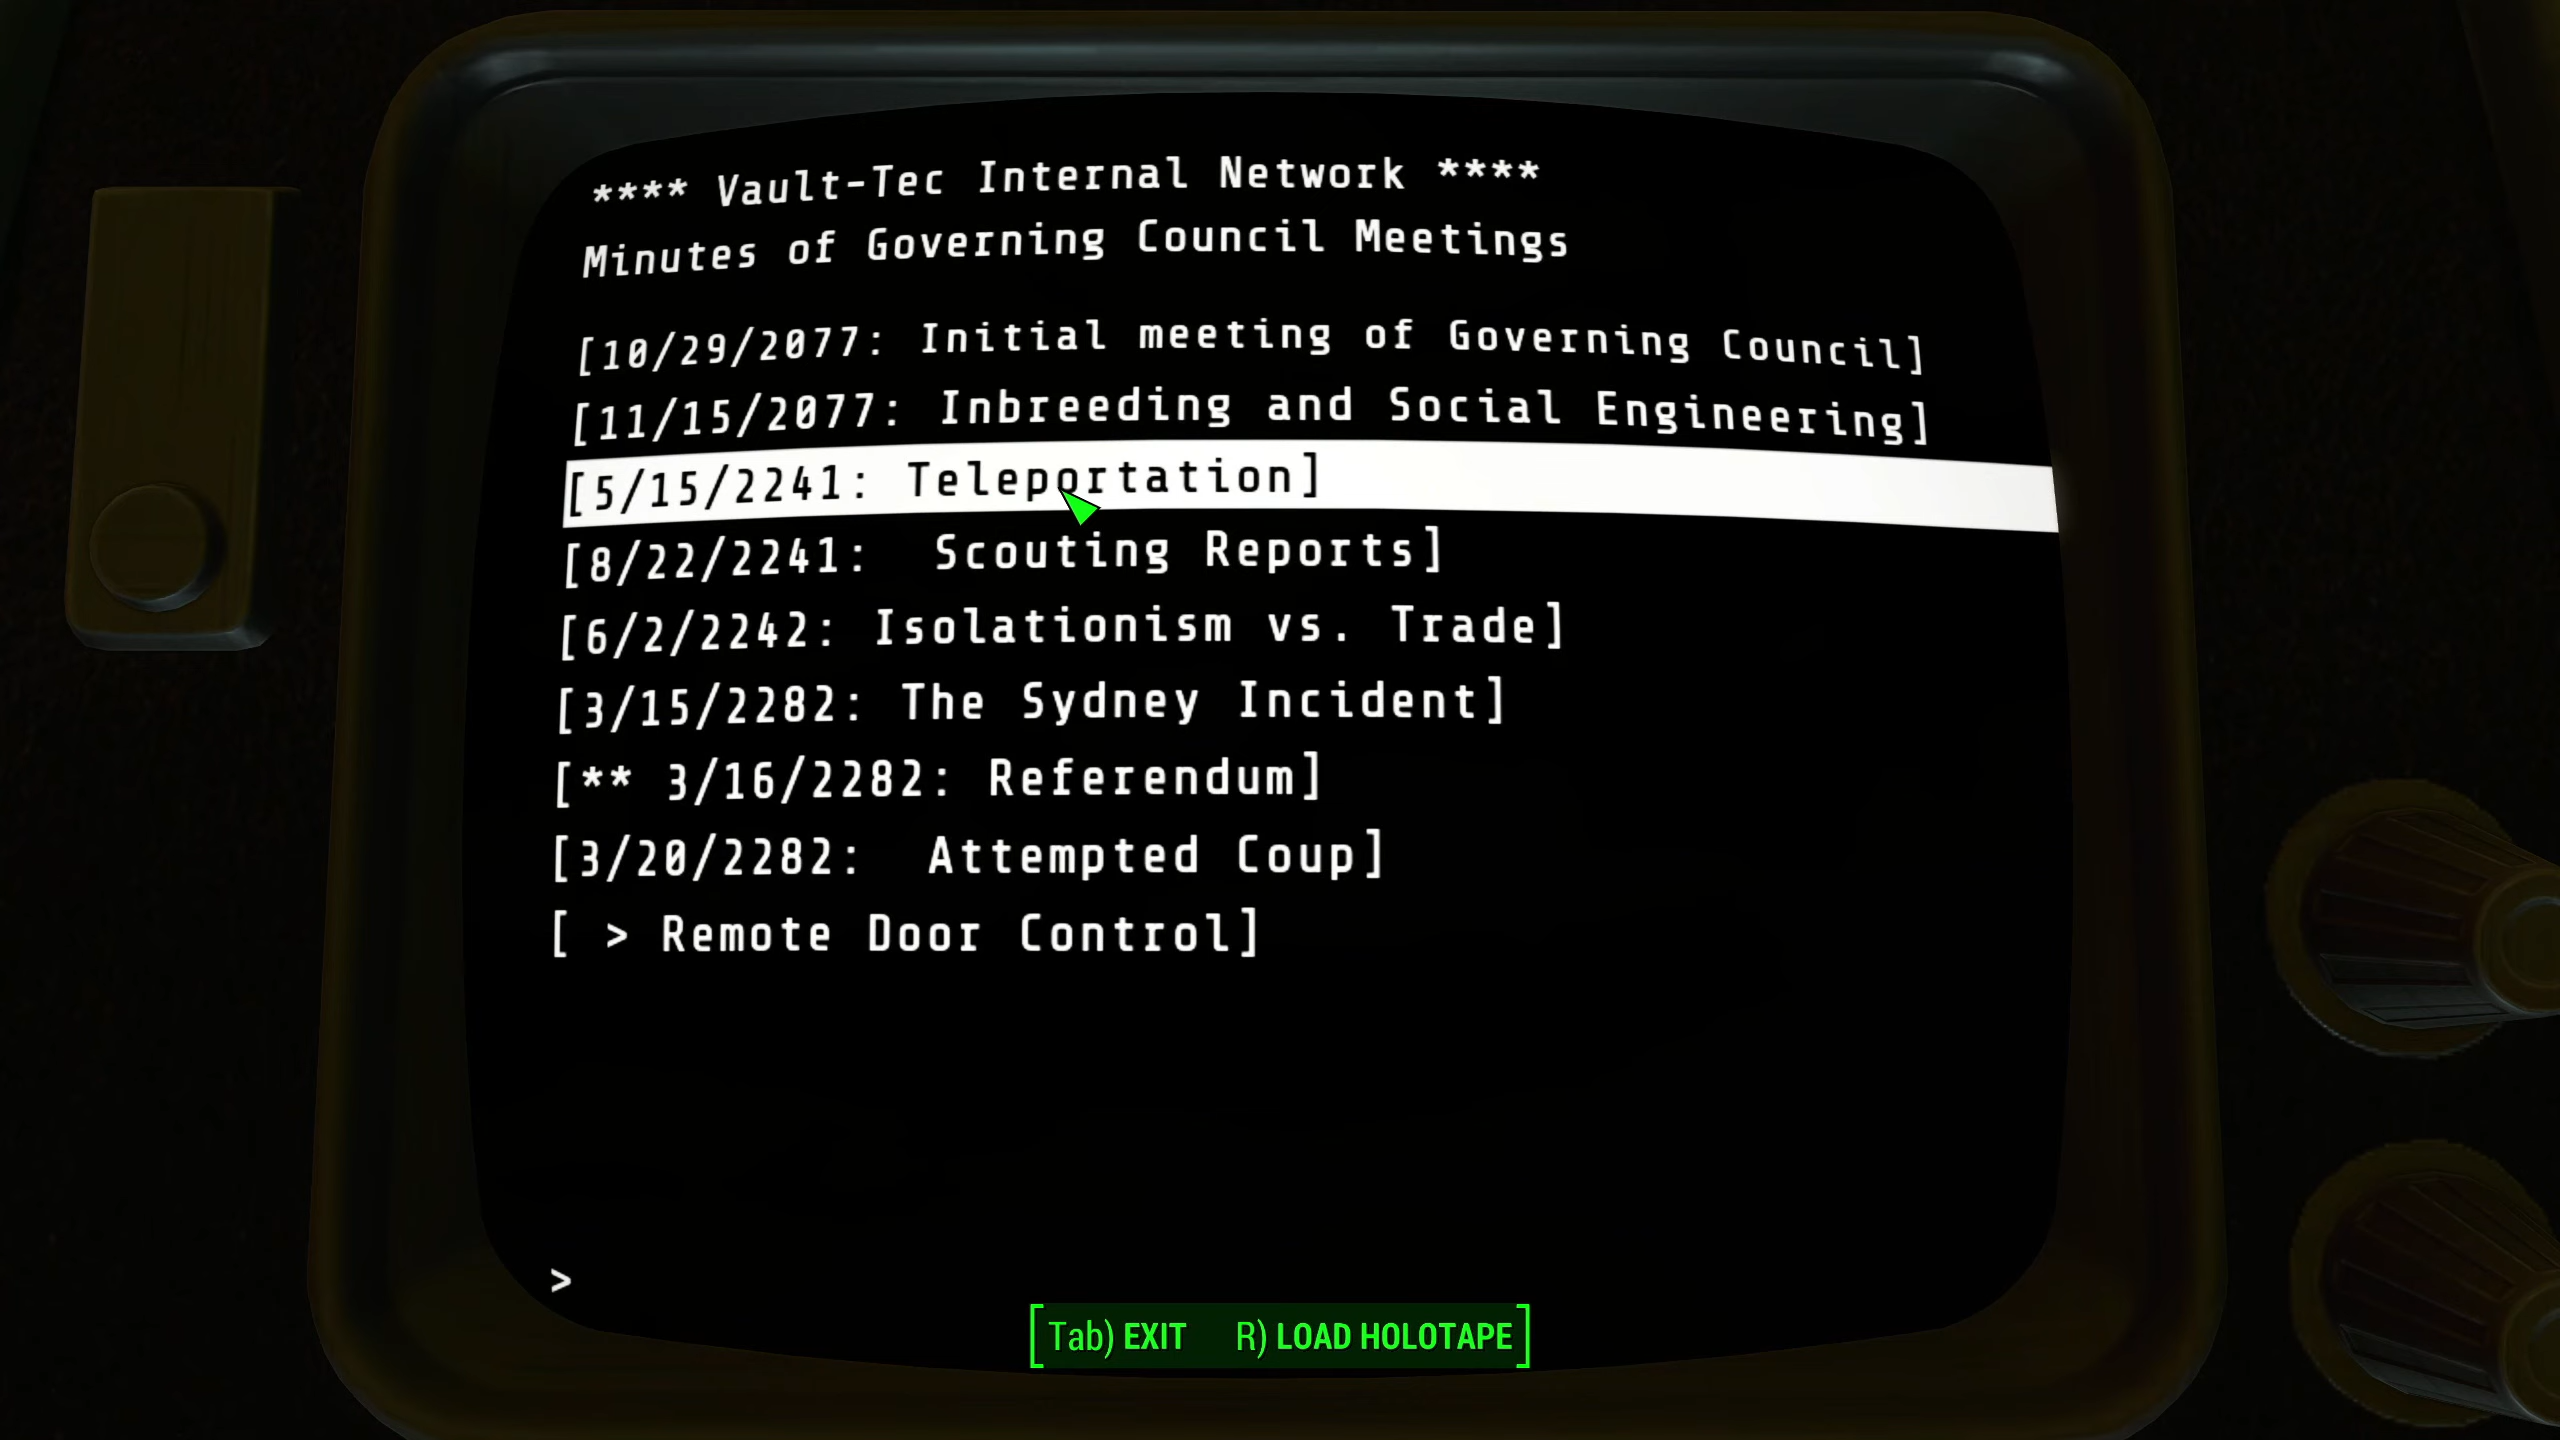 **** Vault-Tec Internal Network ****
Minutes of Governing Council Meetings
[10/29/2077: Initial meeting of Governing Council]
[11/15/2077: Inbreeding and Social Engineering]
[5/15/2241: Teleportation]
[8/22/2241:  Scouting Reports]
[6/2/2242: Isolationism vs. Trade]
[3/15/2282: The Sydney Incident]
[** 3/16/2282: Referendum]
[3/20/2282:  Attempted Coup]
[ > Remote Door Control]
>
[Tab) EXIT R) LOAD HOLOTAPE]